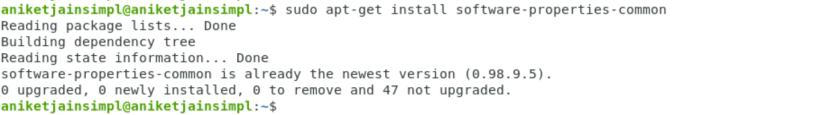 aniketjainsimpl@aniketjainsimpl:~$ sudo apt-get install software-properties-common
Reading package lists... Done
Building dependency tree
Reading state information... Done
software-properties-common is already the newest version (0.98.9.5).
0 upgraded, 0 newly installed, 0 to remove and 47 not upgraded.
aniketjainsimpl@aniketjainsimpl:~$